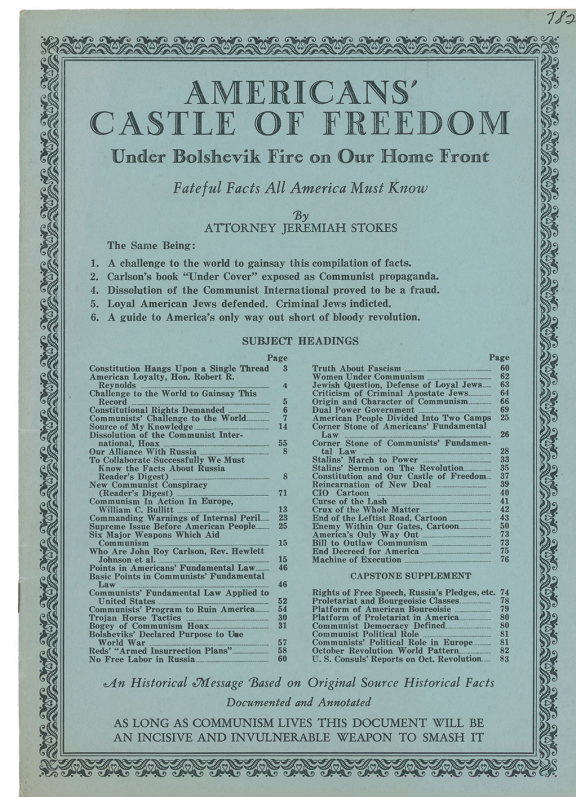 782
AMERICANS'
CASTLE OF FREEDOM
Under Bolshevik Fire on Our Home Front
Fateful Facts All America Must Know
By
ATTORNEY JEREMIAH STOKES
The Same Being:
1. A challenge to the world to gainsay this compilation of facts.
2. Carlson's book "Under Cover" exposed as Communist propaganda.
4. Dissolution of the Communist International proved to be a fraud.
5. Loyal American Jews defended. Criminal Jews indicted.
6. A guide to America's only way out short of bloody revolution.
SUBJECT HEADINGS
Page
Constitution Hangs Upon a Single Thread 3
American Loyalty, Hon. Robert R.
Reynolds 4
Challenge to the World to Gainsay This
Record 5
Constitutional Rights Demanded 6
Communists' Challenge to the World 7
Source of My Knowledge 14
Dissolution of the Communist Inter-
national, Hoax 55
Our Alliance With Russia 8
To Collaborate Successfully We Must
Know the Facts About Russia
Reader's Digest) 8
New Communist Conspiracy
(Reader's Digest) 71
Communism In Action In Europe,
William C. Bullitt 13
Commanding Warnings of Internal Peril 23
Supreme Issue Before American People 25
Six Major Weapons Which Aid
Communism 15
Who Are John Roy Carlson, Rev. Hewlett
Johnson et al. 15
Points in Americans' Fundamental Law 46
Basic Points in Communists' Fundamental
Law 46
Communists' Fundamental Law Applied to
United States 52
Communists' Program to Ruin America 54
Trojan Horse Tactics 30
Bogey of Communism Hoax 31
Bolsheviks' Declared Purpose to Use
World War 57
Reds' "Armed Insurrection Plans" 58
No Free Labor in Russia 60
Page
Truth About Fascism 60
Women Under Communism 62
Jewish Question, Defense of Loyal Jews 63
Criticism of Criminal Apostate Jews 64
Origin and Character of Communism 66
Dual Power Government 69
American People Divided Into Two Camps 25
Corner Stone of Americans' Fundamental
Law 26
Corner Stone of Communists' Fundamen-
tal Law 28
Stalins' March to Power 33
Stalins' Sermon on The Revolution 35
Constitution and Our Castle of Freedom 37
Reincarnation of New Deal 39
CIO Cartoon 40
Curse of the Lash 41
Crux of the Whole Matter 42
End of the Leftist Road, Cartoon 43
Enemy Within Our Gates, Cartoon 50
America's Only Way Out 73
Bill to Outlaw Communism 73
End Decreed for America 75
Machine of Execution 76
CAPSTONE SUPPLEMENT
Rights of Free Speech, Russia's Pledges, etc. 74
Proletariat and Bourgeoisie Classes 78
Platform of American Boureoisie 79
Platform of Proletariat in America 80
Communist Democracy Defined 80
Communist Political Role 81
Communists' Political Role in Europe 81
October Revolution World Pattern 82
U. S. Consuls' Reports on Oct. Revolution 83
An Historical Message Based on Original Source Historical Facts
Documented and Annotated
AS LONG AS COMMUNISM LIVES THIS DOCUMENT WILL BE
AN INCISIVE AND INVULNERABLE WEAPON TO SMASH IT